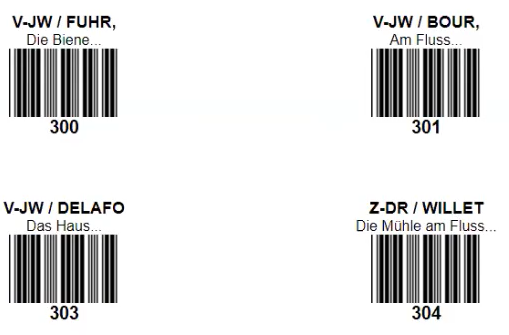 V-JW / FUHR,
Die Biene...
300
V-JW / BOUR,
Am Fluss...
301
V-JW / DELAFO
Das Haus...
303
Z-DR / WILLET
Die Mühle am Fluss...
304